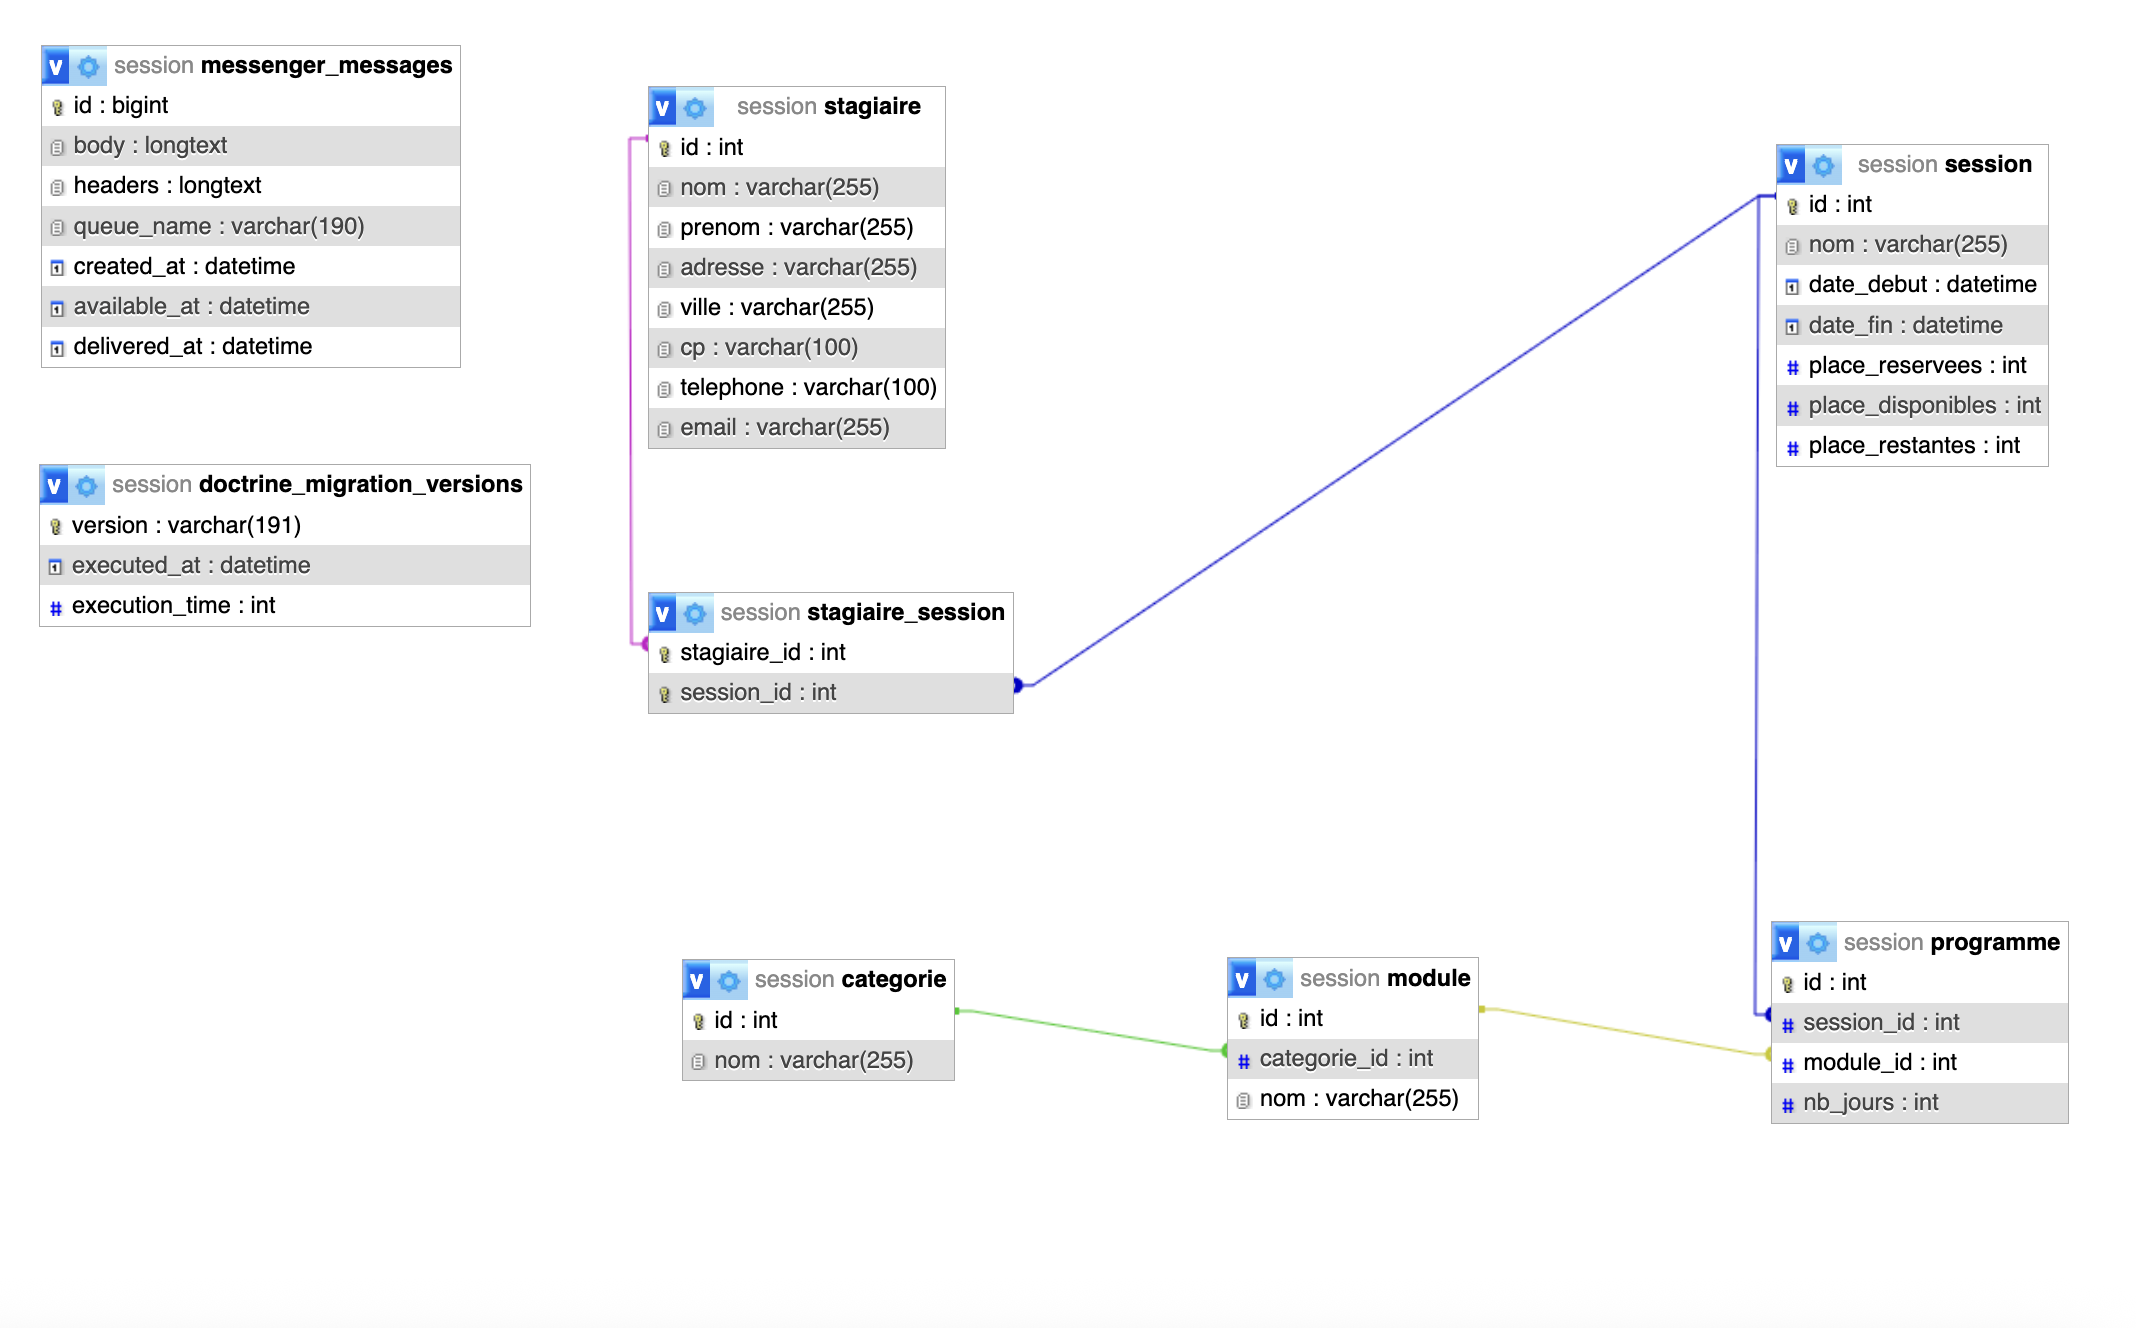 session messenger_messages
id : bigint
body : longtext
headers : longtext
queue_name : varchar(190)
created_at : datetime
available_at : datetime
delivered_at : datetime
session doctrine_migration_versions
version : varchar(191)
executed_at : datetime
execution_time : int
session stagiaire
id : int
nom : varchar(255)
prenom : varchar(255)
adresse : varchar(255)
ville : varchar(255)
cp : varchar(100)
telephone : varchar(100)
email : varchar(255)
session stagiaire_session
stagiaire_id : int
session_id : int
session session
id : int
nom : varchar(255)
date_debut : datetime
date_fin : datetime
place_reservees : int
place_disponibles : int
place_restantes : int
session categorie
id : int
nom : varchar(255)
session module
id : int
categorie_id : int
nom : varchar(255)
session programme
id : int
session_id : int
module_id : int
nb_jours : int